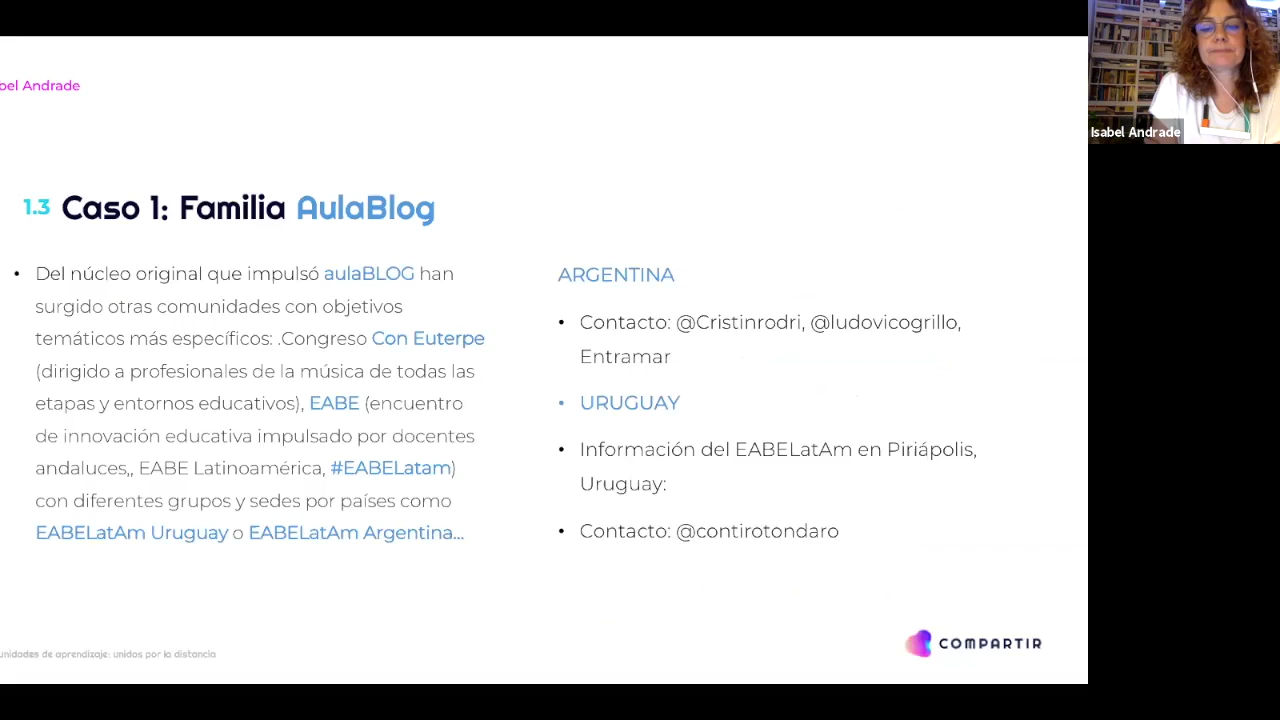 bel Andrade
Isabel Andrade
1.3 Caso 1: Familia AulaBlog
• Del núcleo original que impulsó aulaBLOG han
surgido otras comunidades con objetivos
temáticos más específicos: .Congreso Con Euterpe
(dirigido a profesionales de la música de todas las
etapas y entornos educativos), EABE (encuentro
de innovación educativa impulsado por docentes
andaluces,, EABE Latinoamérica, #EABELatam)
con diferentes grupos y sedes por países como
EABELatAm Uruguay o EABELatAm Argentina...
ARGENTINA
• Contacto: @Cristinrodri, @ludovicogrillo,
Entramar
• URUGUAY
• Información del EABELatAm en Piriápolis,
Uruguay:
• Contacto: @contirotondaro
unidades de aprendizaje: unidos por la distancia
COMPARTIR